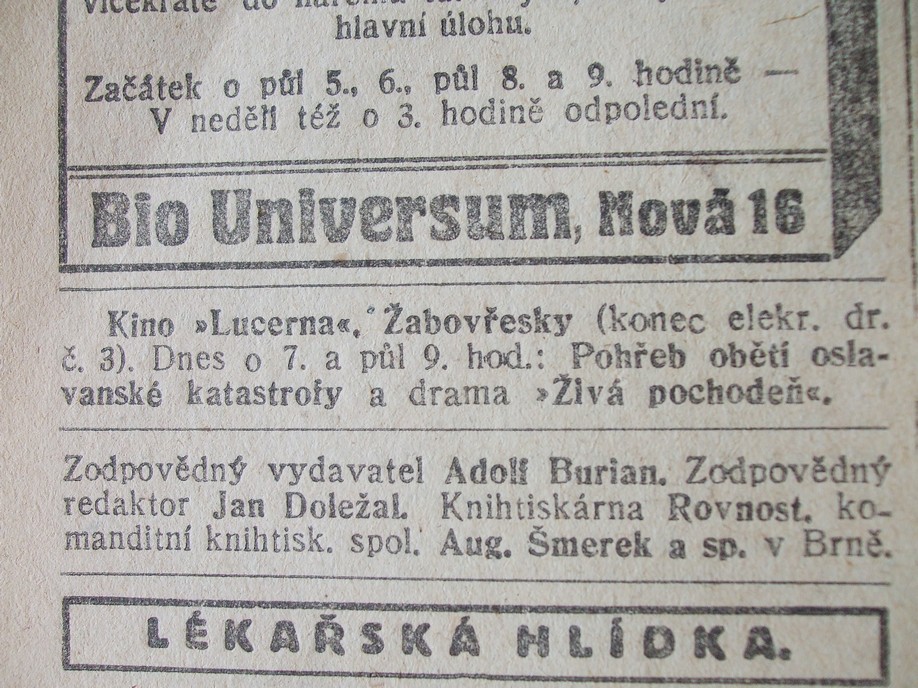 vícekráte do
hlavní úlohu.
Začátek o půl 5., 6., půl 8. a 9. hodině —
V neděli též o 3. hodině odpolední.
Bio Universum, Nová 16
Kino »Lucerna«, Žabovřesky (konec elekr. dr.
č. 3). Dnes o 7. a půl 9. hod.: Pohřeb obětí osla-
vanské katastrofy a drama »Živá pochodeň«.
Zodpovědný vydavatel Adolf Burian. Zodpovědný
redaktor Jan Doležal. Knihtiskárna Rovnost. ko-
manditní knihtisk. spol. Aug. Šmerek a sp. v Brně.
LÉKAŘSKÁ HLÍDKA.